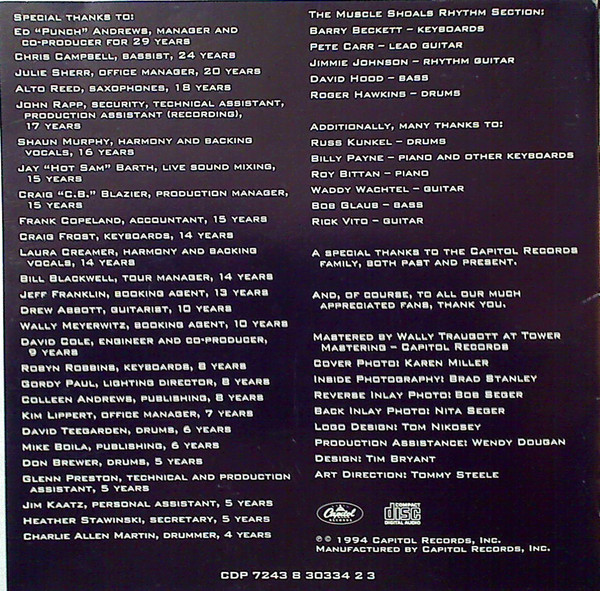 Special thanks to:
Ed "Punch" Andrews, manager and
co-producer for 29 years
Chris Campbell, bassist, 24 years
Julie Sherr, office manager, 20 years
Alto Reed, saxophones, 18 years
John Rapp, security, technical assistant,
production assistant (recording),
17 years
Shaun Murphy, harmony and backing
vocals, 16 years
Jay "Hot Sam" Barth, live sound mixing,
15 years
Craig "C.B." Blazier, production manager,
15 years
Frank Copeland, accountant, 15 years
Craig Frost, keyboards, 14 years
Laura Creamer, harmony and backing
vocals, 14 years
Bill Blackwell, tour manager, 14 years
Jeff Franklin, booking agent, 13 years
Drew Abbott, guitarist, 10 years
Wally Meyerwitz, booking agent, 10 years
David Cole, engineer and co-producer,
9 years
Robyn Robbins, keyboards, 8 years
Gordy Paul, lighting director, 8 years
Colleen Andrews, publishing, 8 years
Kim Lippert, office manager, 7 years
David Teegarden, drums, 6 years
Mike Boila, publishing, 6 years
Don Brewer, drums, 5 years
Glenn Preston, technical and production
assistant, 5 years
Jim Kaatz, personal assistant, 5 years
Heather Stawinski, secretary, 5 years
Charlie Allen Martin, drummer, 4 years
The Muscle Shoals Rhythm Section:
Barry Beckett – keyboards
Pete Carr – lead guitar
Jimmie Johnson – rhythm guitar
David Hood – bass
Roger Hawkins – drums
Additionally, many thanks to:
Russ Kunkel – drums
Billy Payne – piano and other keyboards
Roy Bittan – piano
Waddy Wachtel – guitar
Bob Glaub – bass
Rick Vito – guitar
A special thanks to the Capitol Records
family, both past and present.
And, of course, to all our much
appreciated fans, thank you.
Mastered by Wally Traugott at Tower
Mastering – Capitol Records
Cover Photo: Karen Miller
Inside Photography: Brad Stanley
Reverse Inlay Photo: Bob Seger
Back Inlay Photo: Nita Seger
Logo Design: Tom Nikosey
Production Assistance: Wendy Dougan
Design: Tim Bryant
Art Direction: Tommy Steele
Capitol
RECORDS
COMPACT
disc
DIGITAL AUDIO
℗ © 1994 Capitol Records, Inc.
Manufactured by Capitol Records, Inc.
CDP 7243 8 30334 2 3